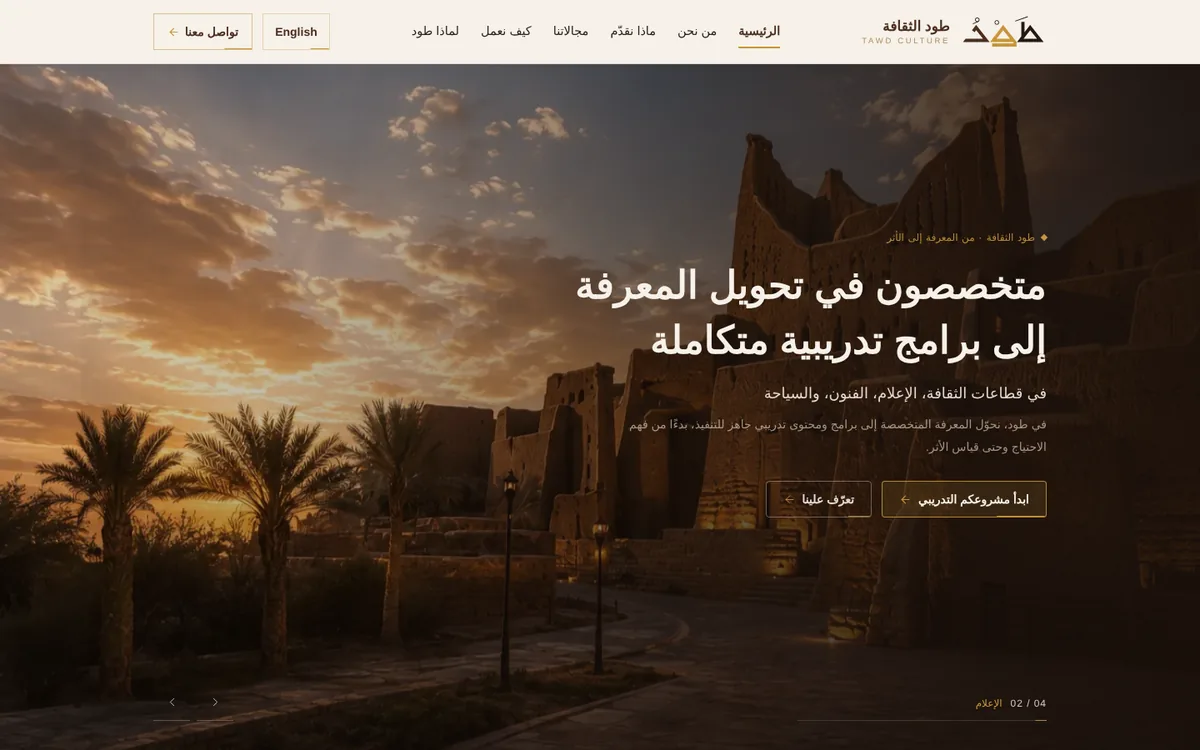 طَوْدُ
طود الثقافة
TAWD CULTURE
الرئيسية
من نحن
ماذا نقدّم
مجالاتنا
كيف نعمل
لماذا طود
English
تواصل معنا ←
طود الثقافة · من المعرفة إلى الأثر
متخصصون في تحويل المعرفة
إلى برامج تدريبية متكاملة
في قطاعات الثقافة، الإعلام، الفنون، والسياحة
في طود، نحوّل المعرفة المتخصصة إلى برامج ومحتوى تدريبي جاهز للتنفيذ، بدءًا من فهم
الاحتياج وحتى قياس الأثر.
ابدأ مشروعكم التدريبي ←
تعرّف علينا ←
02 / 04 الإعلام